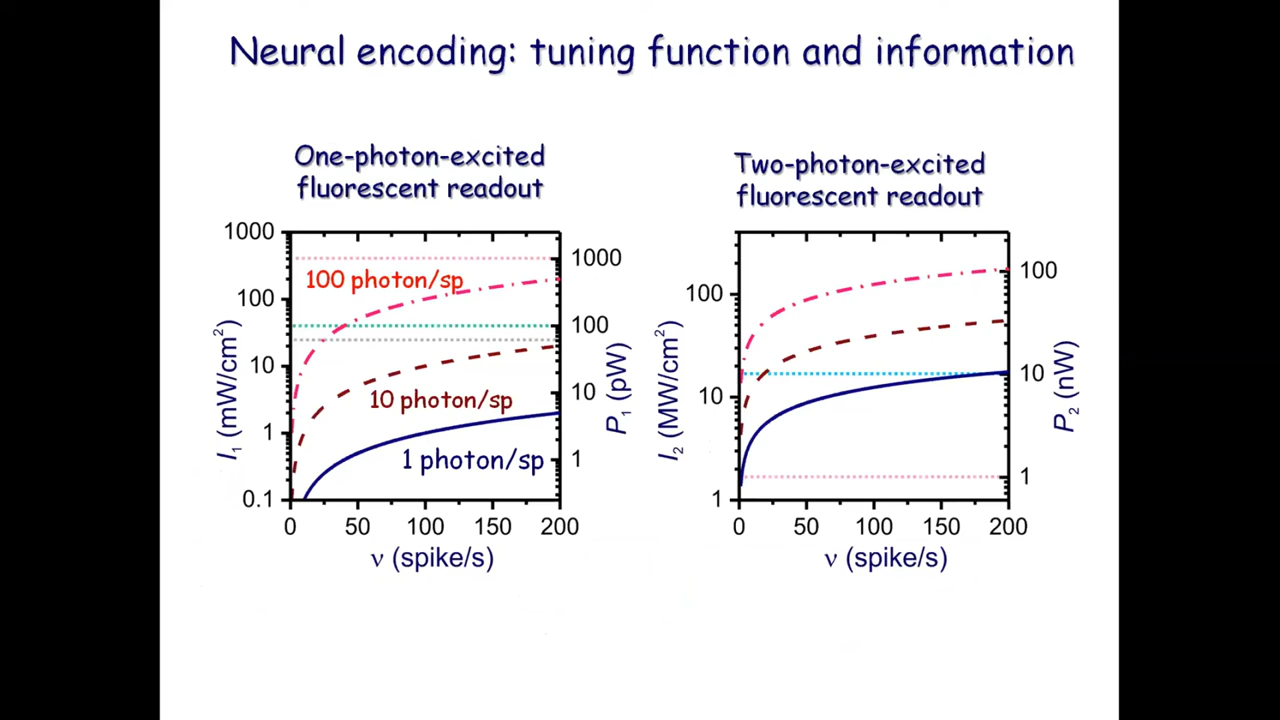 Neural encoding: tuning function and information
One-photon-excited
fluorescent readout
1000
100
10
1
0.1
I₁ (mW/cm²)
100 photon/sp
10 photon/sp
1 photon/sp
1000
100
10
1
P₁ (pW)
0 50 100 150 200
ν (spike/s)
Two-photon-excited
fluorescent readout
100
10
1
I₂ (MW/cm²)
100
10
1
P₂ (nW)
0 50 100 150 200
ν (spike/s)